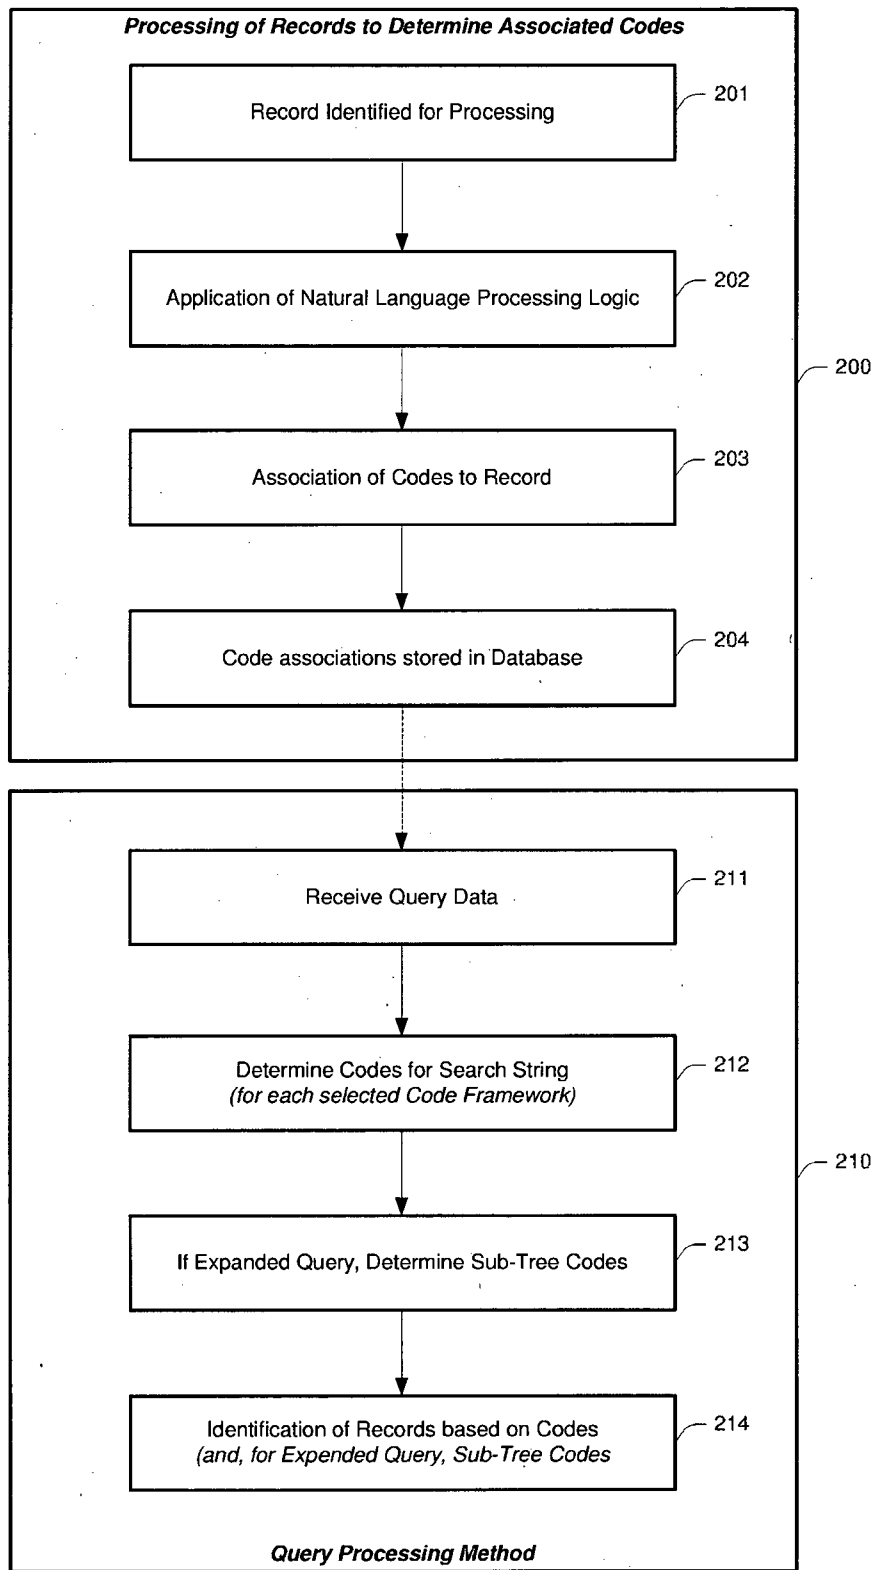 Processing of Records to Determine Associated Codes
Record Identified for Processing
201
Application of Natural Language Processing Logic
202
200
Association of Codes to Record
203
Code associations stored in Database
204
Receive Query Data
211
Determine Codes for Search String
(for each selected Code Framework)
212
210
If Expanded Query, Determine Sub-Tree Codes
213
Identification of Records based on Codes
(and, for Expended Query, Sub-Tree Codes
214
Query Processing Method